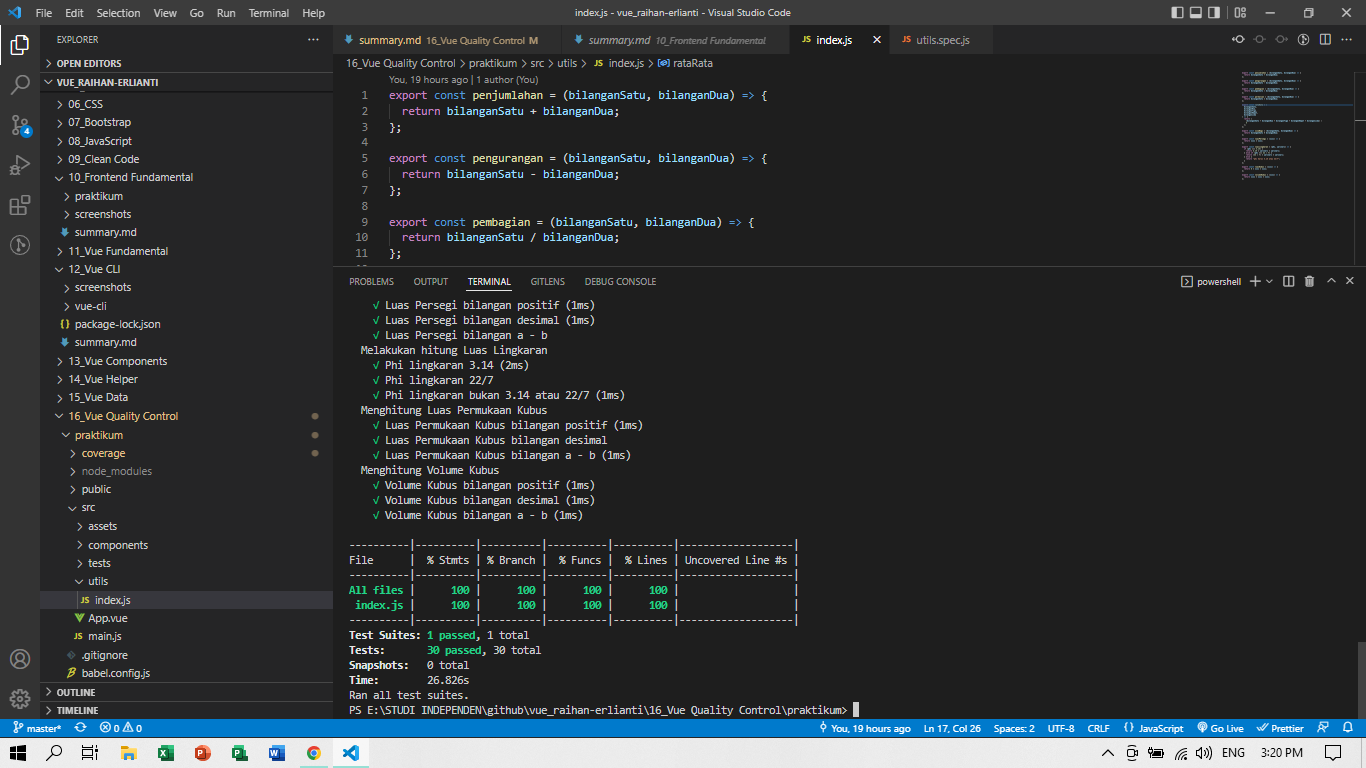 File Edit Selection View Go Run Terminal Help
index.js - vue_raihan-erlianti - Visual Studio Code
EXPLORER
OPEN EDITORS
VUE_RAIHAN-ERLIANTI
06_CSS
07_Bootstrap
08_JavaScript
09_Clean Code
10_Frontend Fundamental
praktikum
screenshots
summary.md
11_Vue Fundamental
12_Vue CLI
screenshots
vue-cli
package-lock.json
summary.md
13_Vue Components
14_Vue Helper
15_Vue Data
16_Vue Quality Control
praktikum
coverage
node_modules
public
src
assets
components
tests
utils
JS index.js
App.vue
JS main.js
.gitignore
babel.config.js
OUTLINE
TIMELINE
summary.md 16_Vue Quality Control M
summary.md 10_Frontend Fundamental
JS index.js
JS utils.spec.js
16_Vue Quality Control > praktikum > src > utils > JS index.js > rataRata
You, 19 hours ago | 1 author (You)
1 export const penjumlahan = (bilanganSatu, bilanganDua) => {
2 return bilanganSatu + bilanganDua;
3 };
4
5 export const pengurangan = (bilanganSatu, bilanganDua) => {
6 return bilanganSatu - bilanganDua;
7 };
8
9 export const pembagian = (bilanganSatu, bilanganDua) => {
10 return bilanganSatu / bilanganDua;
11 };
PROBLEMS OUTPUT TERMINAL GITLENS DEBUG CONSOLE
powershell
√ Luas Persegi bilangan positif (1ms)
√ Luas Persegi bilangan desimal (1ms)
√ Luas Persegi bilangan a - b
Melakukan hitung Luas Lingkaran
√ Phi lingkaran 3.14 (2ms)
√ Phi lingkaran 22/7
√ Phi lingkaran bukan 3.14 atau 22/7 (1ms)
Menghitung Luas Permukaan Kubus
√ Luas Permukaan Kubus bilangan positif (1ms)
√ Luas Permukaan Kubus bilangan desimal
√ Luas Permukaan Kubus bilangan a - b (1ms)
Menghitung Volume Kubus
√ Volume Kubus bilangan positif (1ms)
√ Volume Kubus bilangan desimal (1ms)
√ Volume Kubus bilangan a - b (1ms)
----------|----------|----------|----------|----------|-------------------|
File | % Stmts | % Branch | % Funcs | % Lines | Uncovered Line #s |
----------|----------|----------|----------|----------|-------------------|
All files | 100 | 100 | 100 | 100 | |
index.js | 100 | 100 | 100 | 100 | |
----------|----------|----------|----------|----------|-------------------|
Test Suites: 1 passed, 1 total
Tests: 30 passed, 30 total
Snapshots: 0 total
Time: 26.826s
Ran all test suites.
PS E:\STUDI INDEPENDEN\github\vue_raihan-erlianti\16_Vue Quality Control\praktikum>
4
master* 0 0 You, 19 hours ago Ln 17, Col 26 Spaces: 2 UTF-8 CRLF JavaScript Go Live Prettier
ENG 3:20 PM